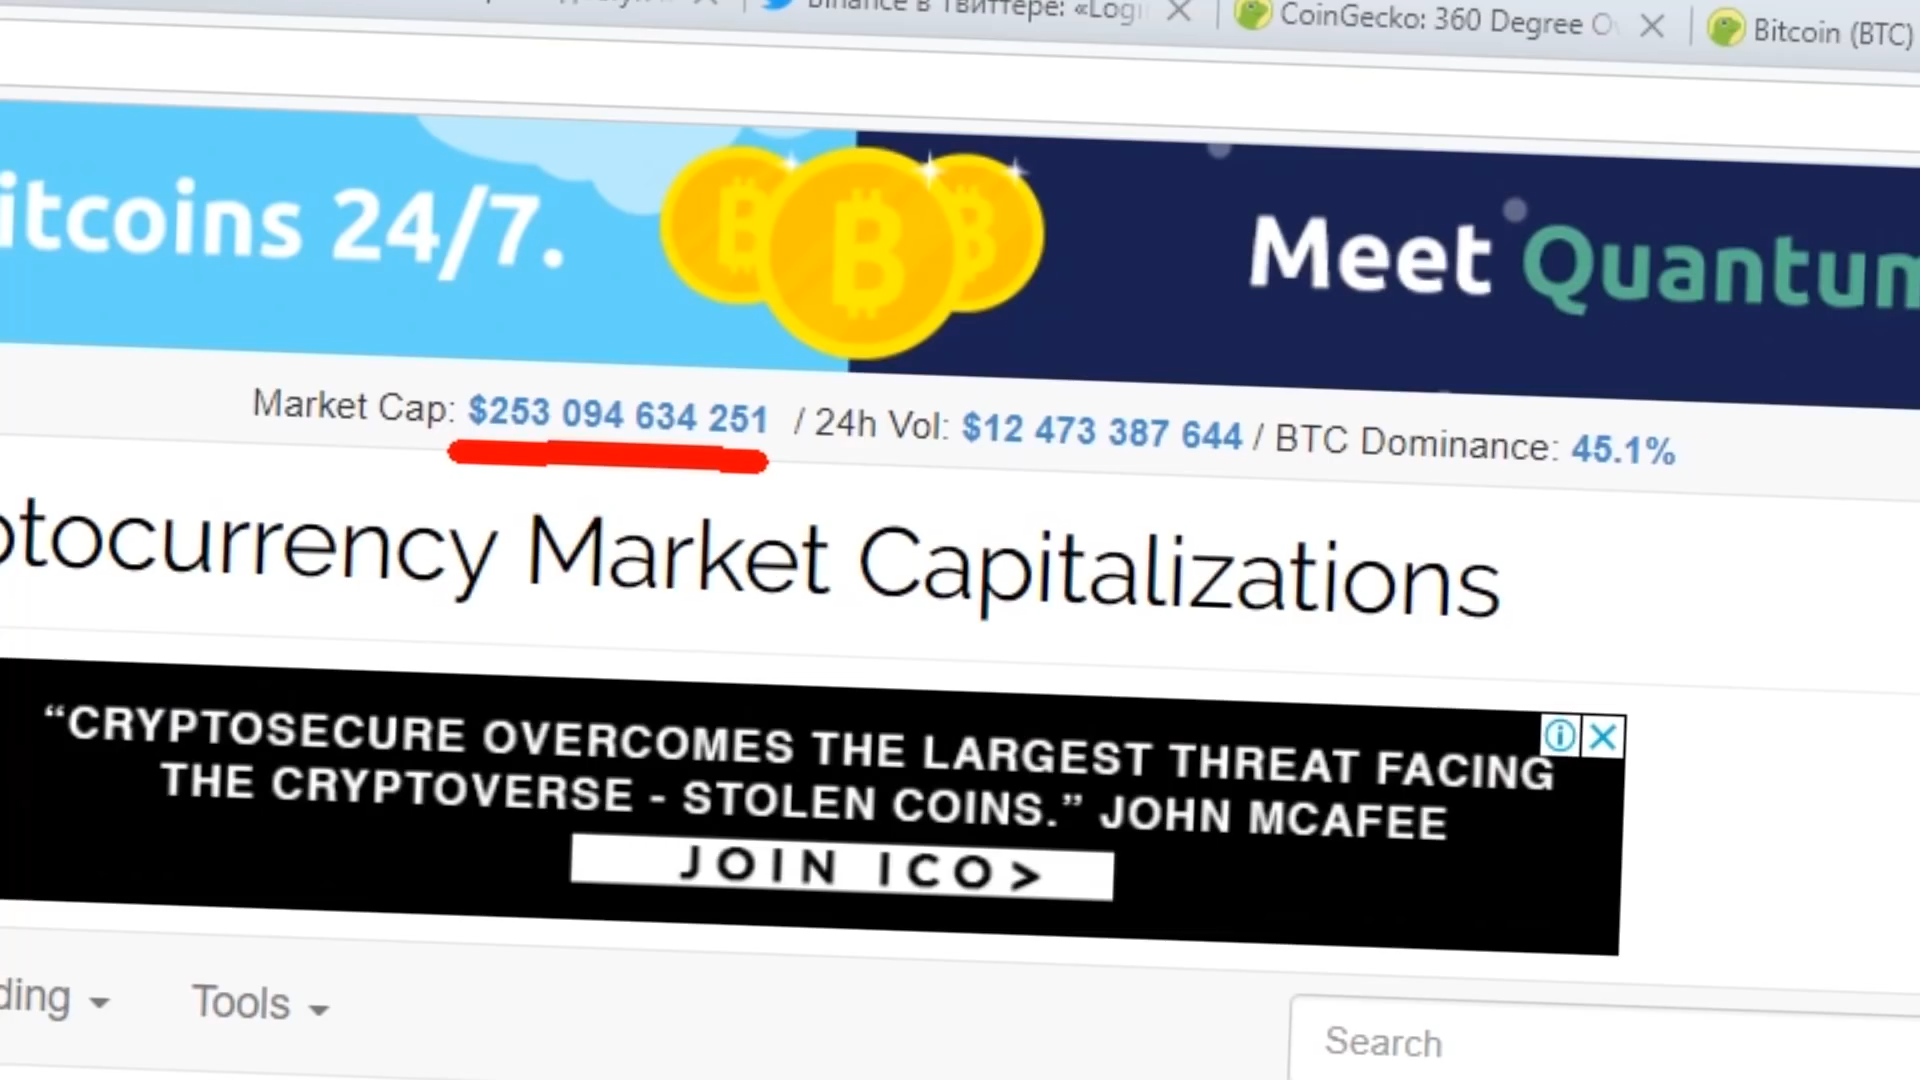 Binance в Твиттере: «Logi
CoinGecko: 360 Degree O
Bitcoin (BTC)
itcoins 24/7.
Meet Quantum
Market Cap: $253 094 634 251 / 24h Vol: $12 473 387 644 / BTC Dominance: 45.1%
ptocurrency Market Capitalizations
“CRYPTOSECURE OVERCOMES THE LARGEST THREAT FACING
THE CRYPTOVERSE - STOLEN COINS.” JOHN MCAFEE
JOIN ICO >
ding
Tools
Search